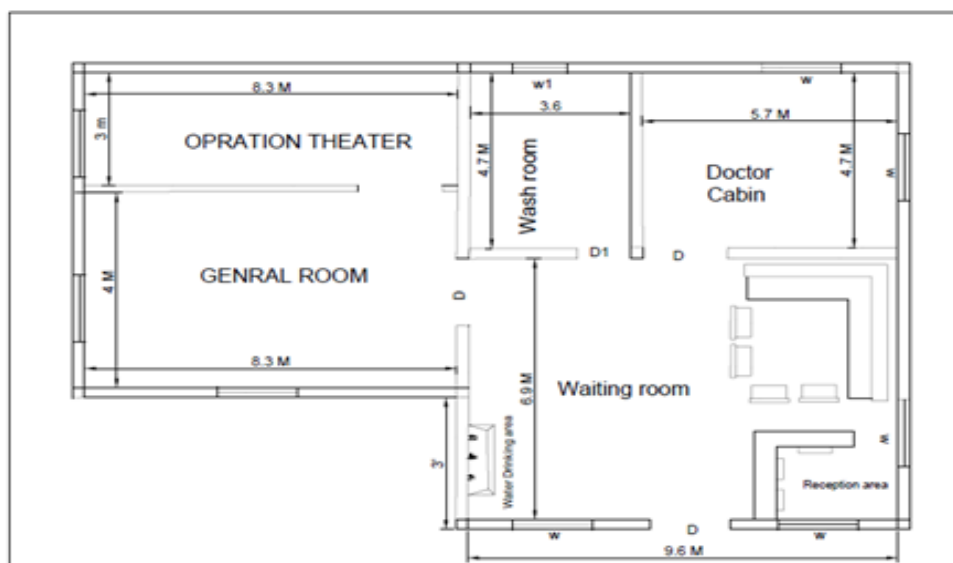 w1
w
8.3 M
3.6
5.7 M
3 m
OPRATION THEATER
4.7 M
Wash room
Doctor
Cabin
4.7 M
w
D1
D
GENRAL ROOM
4 M
D
8.3 M
6.9 M
Waiting room
3'
Water Drinking area
w
Reception area
w
D
w
9.6 M